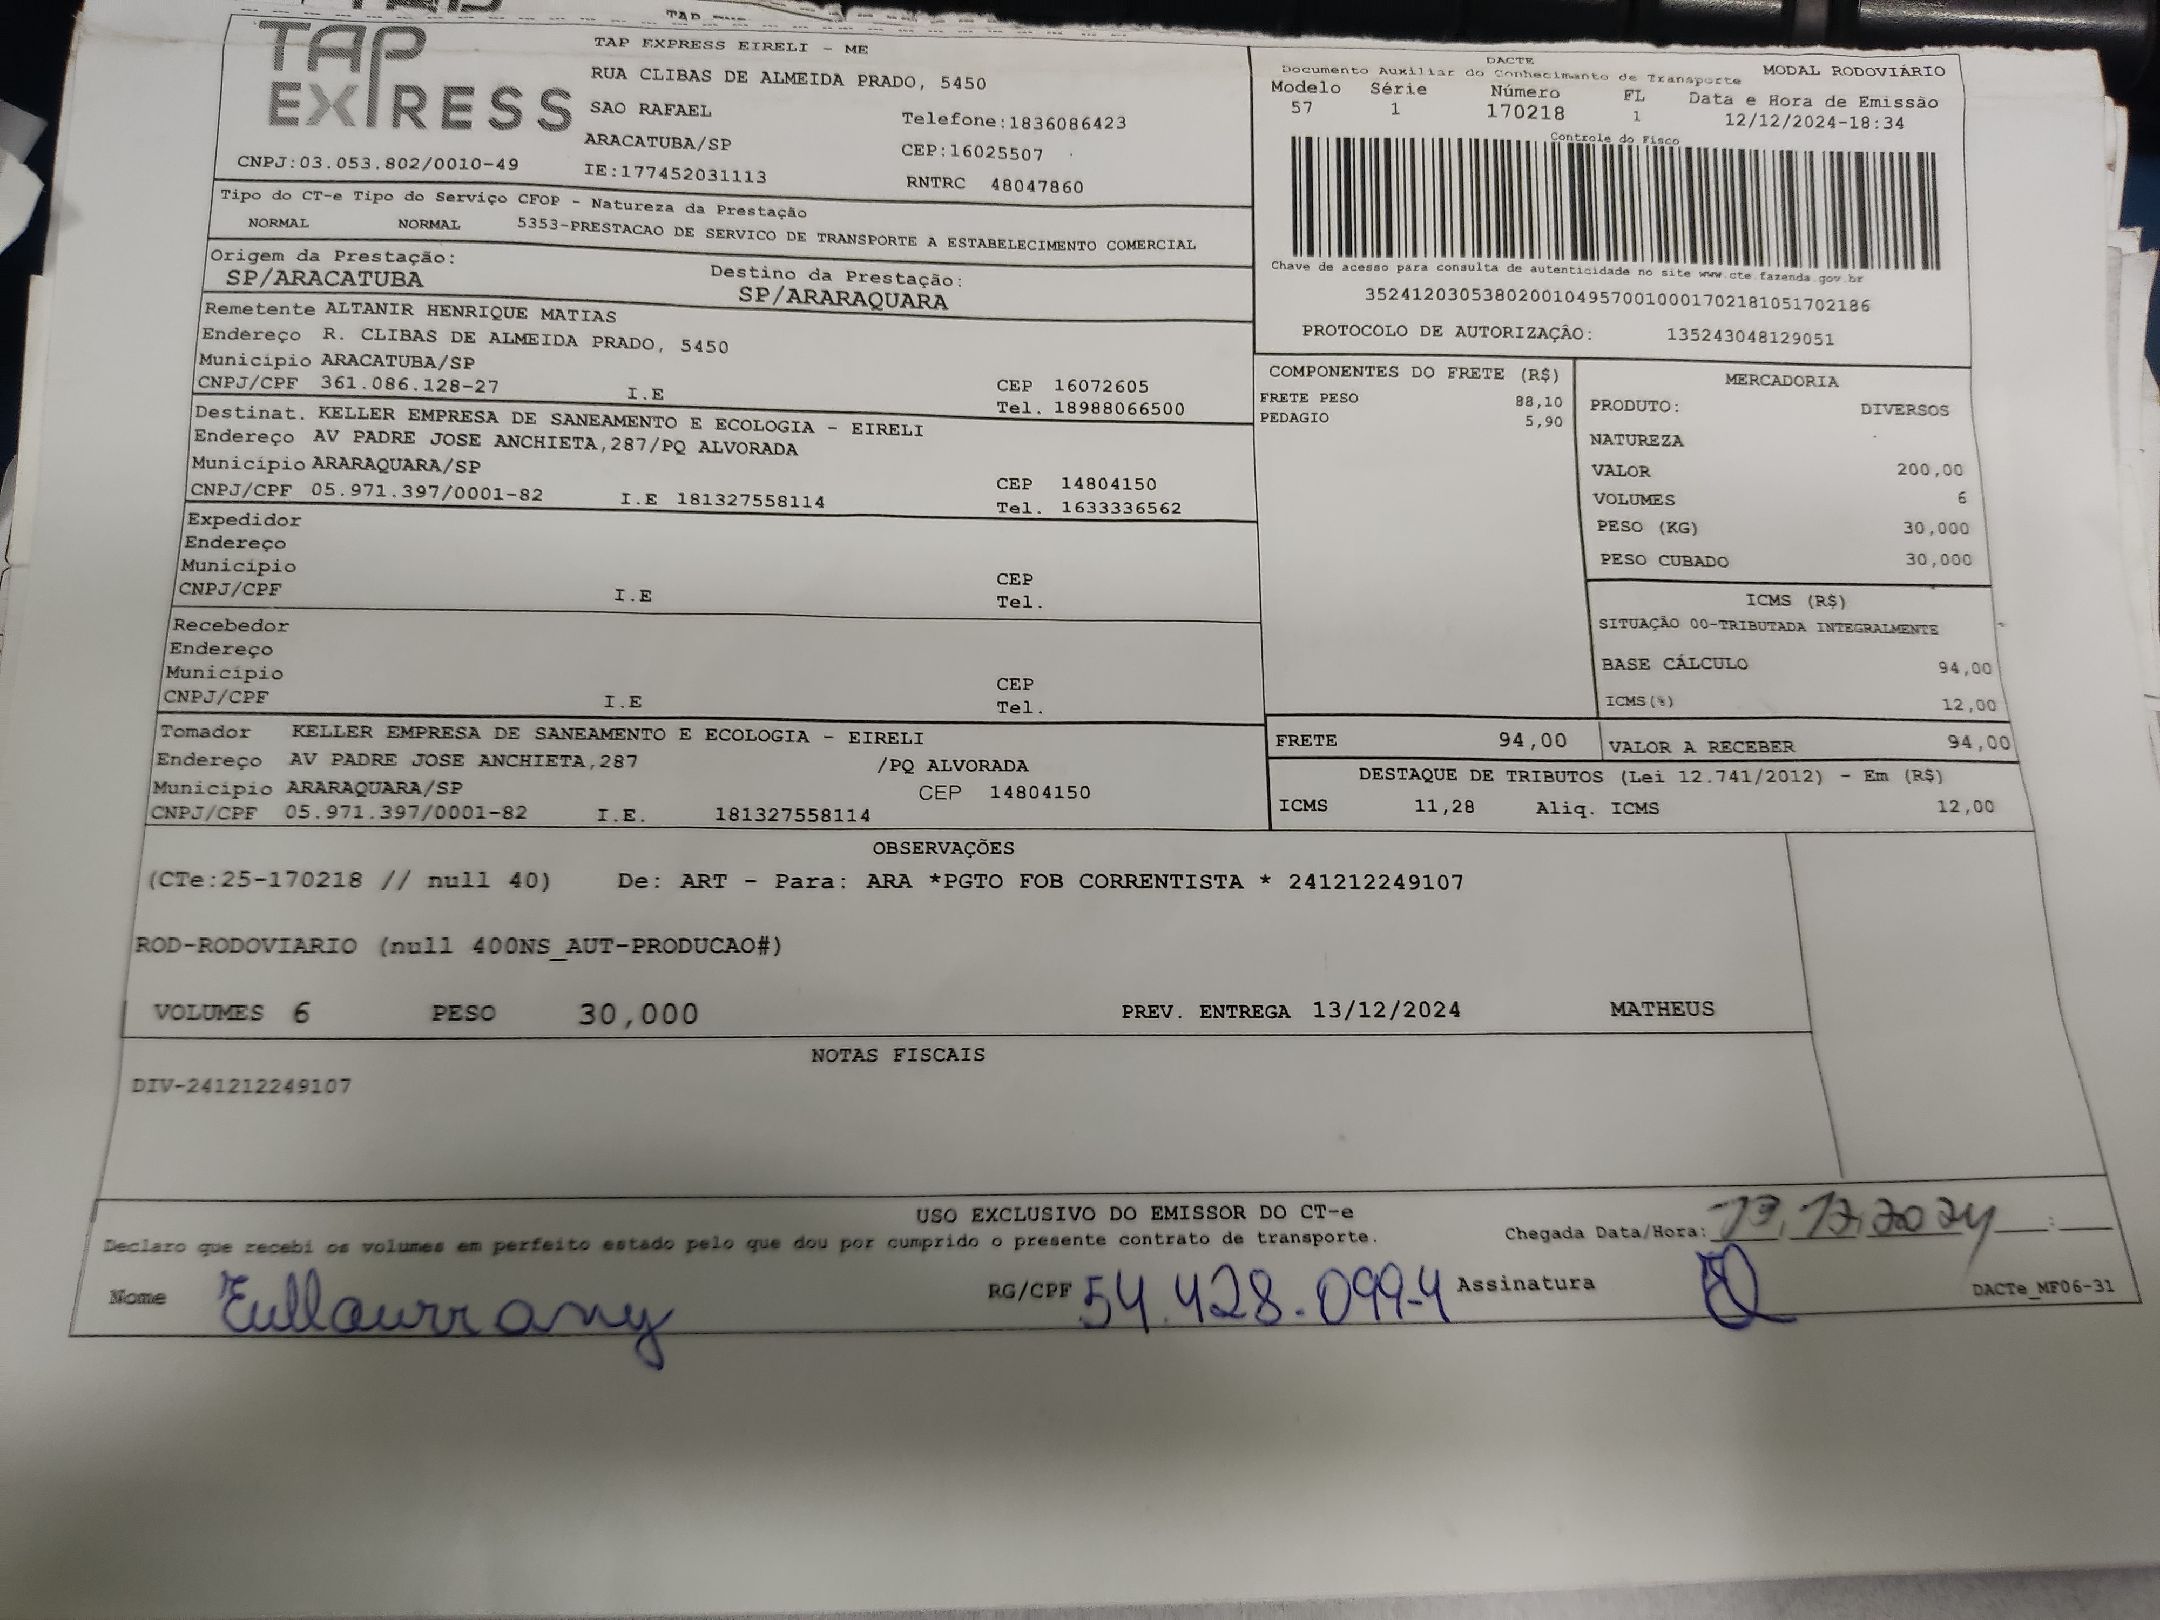 TAP EXPRESS
TAP EXPRESS EIRELI - ME
RUA CLIBAS DE ALMEIDA PRADO, 5450
SAO RAFAEL
Telefone:1836086423
ARACATUBA/SP
CEP:16025507
CNPJ:03.053.802/0010-49
IE:177452031113
RNTRC 48047860
DACTE
Documento Auxiliar do Conhecimento de Transporte
MODAL RODOVIÁRIO
Modelo Série Número FL Data e Hora de Emissão
57 1 170218 1 12/12/2024-18:34
Controle do Fisco
Chave de acesso para consulta de autenticidade no site www.cte.fazenda.gov.br
35241203053802001049570010001702181051702186
PROTOCOLO DE AUTORIZAÇÃO: 135243048129051
Tipo do CT-e Tipo do Serviço CFOP - Natureza da Prestação
NORMAL NORMAL 5353-PRESTACAO DE SERVICO DE TRANSPORTE A ESTABELECIMENTO COMERCIAL
Origem da Prestação: Destino da Prestação:
SP/ARACATUBA SP/ARARAQUARA
Remetente ALTANIR HENRIQUE MATIAS
Endereço R. CLIBAS DE ALMEIDA PRADO, 5450
Município ARACATUBA/SP CEP 16072605
CNPJ/CPF 361.086.128-27 I.E Tel. 18988066500
Destinat. KELLER EMPRESA DE SANEAMENTO E ECOLOGIA - EIRELI
Endereço AV PADRE JOSE ANCHIETA,287/PQ ALVORADA
Município ARARAQUARA/SP CEP 14804150
CNPJ/CPF 05.971.397/0001-82 I.E 181327558114 Tel. 1633336562
Expedidor
Endereço
Município CEP
CNPJ/CPF I.E Tel.
Recebedor
Endereço
Município CEP
CNPJ/CPF I.E Tel.
Tomador KELLER EMPRESA DE SANEAMENTO E ECOLOGIA - EIRELI
Endereço AV PADRE JOSE ANCHIETA,287 /PQ ALVORADA
Município ARARAQUARA/SP CEP 14804150
CNPJ/CPF 05.971.397/0001-82 I.E. 181327558114
COMPONENTES DO FRETE (R$)
FRETE PESO 88,10
PEDAGIO 5,90
MERCADORIA
PRODUTO: DIVERSOS
NATUREZA
VALOR 200,00
VOLUMES 6
PESO (KG) 30,000
PESO CUBADO 30,000
ICMS (R$)
SITUAÇÃO 00-TRIBUTADA INTEGRALMENTE
BASE CÁLCULO 94,00
ICMS(%) 12,00
FRETE 94,00 VALOR A RECEBER 94,00
DESTAQUE DE TRIBUTOS (Lei 12.741/2012) - Em (R$)
ICMS 11,28 Aliq. ICMS 12,00
OBSERVAÇÕES
(CTe:25-170218 // null 40) De: ART - Para: ARA *PGTO FOB CORRENTISTA * 241212249107
ROD-RODOVIARIO (null 400NS_AUT-PRODUCAO#)
VOLUMES 6 PESO 30,000 PREV. ENTREGA 13/12/2024 MATHEUS
NOTAS FISCAIS
DIV-241212249107
USO EXCLUSIVO DO EMISSOR DO CT-e
Declaro que recebi os volumes em perfeito estado pelo que dou por cumprido o presente contrato de transporte.
Chegada Data/Hora: 13.12.2024 :
Nome RG/CPF 54.428.099-4 Assinatura
DACTe_MF06-31